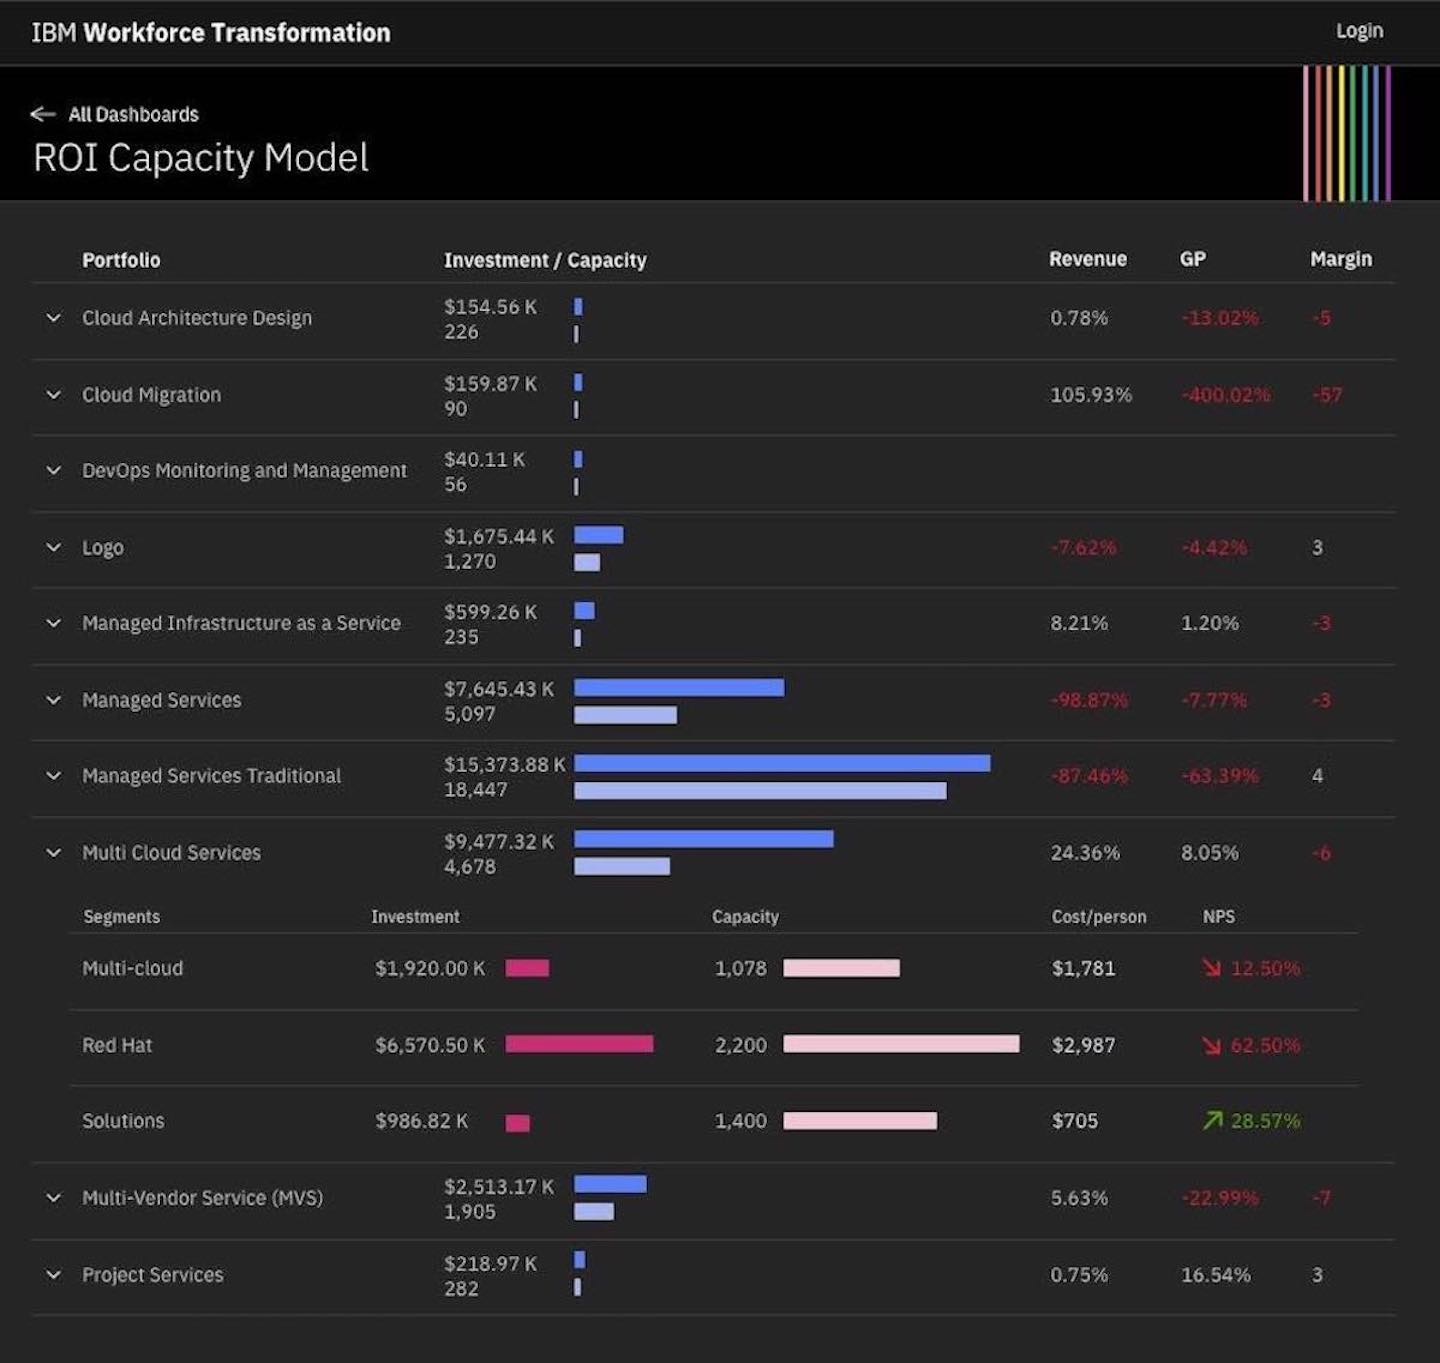 IBM Workforce Transformation
Login
All Dashboards
ROI Capacity Model
Portfolio Investment / Capacity Revenue GP Margin
Cloud Architecture Design $154.56 K 226 0.78% -13.02% -5
Cloud Migration $159.87 K 90 105.93% -400.02% -57
DevOps Monitoring and Management $40.11 K 56
Logo $1,675.44 K 1,270 -7.62% -4.42% 3
Managed Infrastructure as a Service $599.26 K 235 8.21% 1.20% -3
Managed Services $7,645.43 K 5,097 -98.87% -7.77% -3
Managed Services Traditional $15,373.88 K 18,447 -87.46% -63.39% 4
Multi Cloud Services $9,477.32 K 4,678 24.36% 8.05% -6
Segments Investment Capacity Cost/person NPS
Multi-cloud $1,920.00 K 1,078 $1,781 12.50%
Red Hat $6,570.50 K 2,200 $2,987 62.50%
Solutions $986.82 K 1,400 $705 28.57%
Multi-Vendor Service (MVS) $2,513.17 K 1,905 5.63% -22.99% -7
Project Services $218.97 K 282 0.75% 16.54% 3